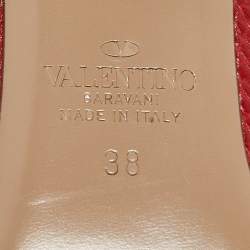 VALENTINO
GARAVANI
MADE IN ITALY
38